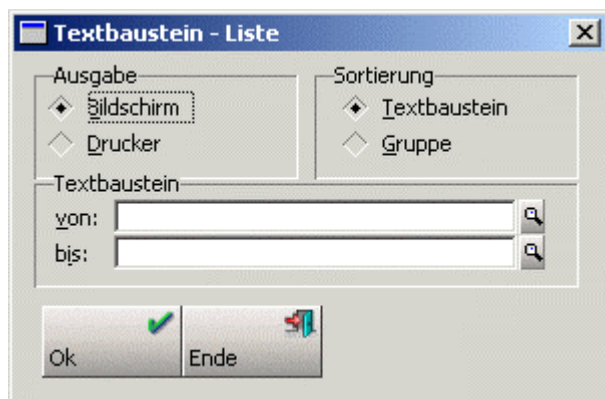 Textbaustein - Liste
Ausgabe
Bildschirm
Drucker
Sortierung
Textbaustein
Gruppe
Textbaustein
von:
bis:
Ok
Ende